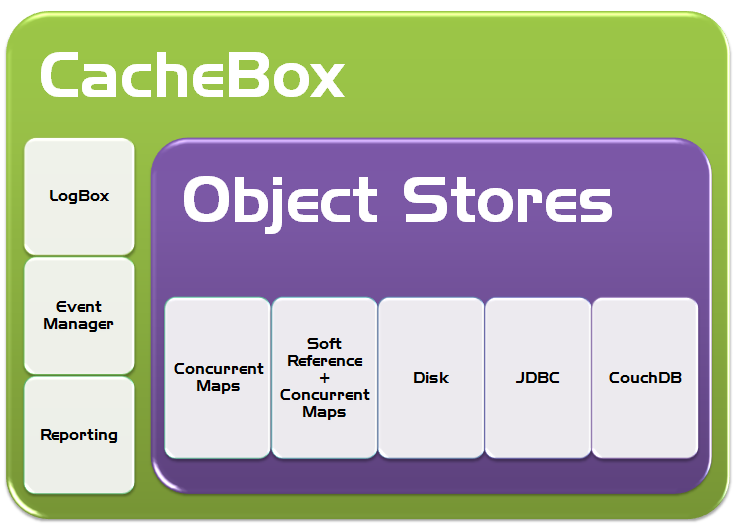 CacheBox
LogBox
Event
Manager
Reporting
Object Stores
Concurrent
Maps
Soft
Reference
+
Concurrent
Maps
Disk
JDBC
CouchDB